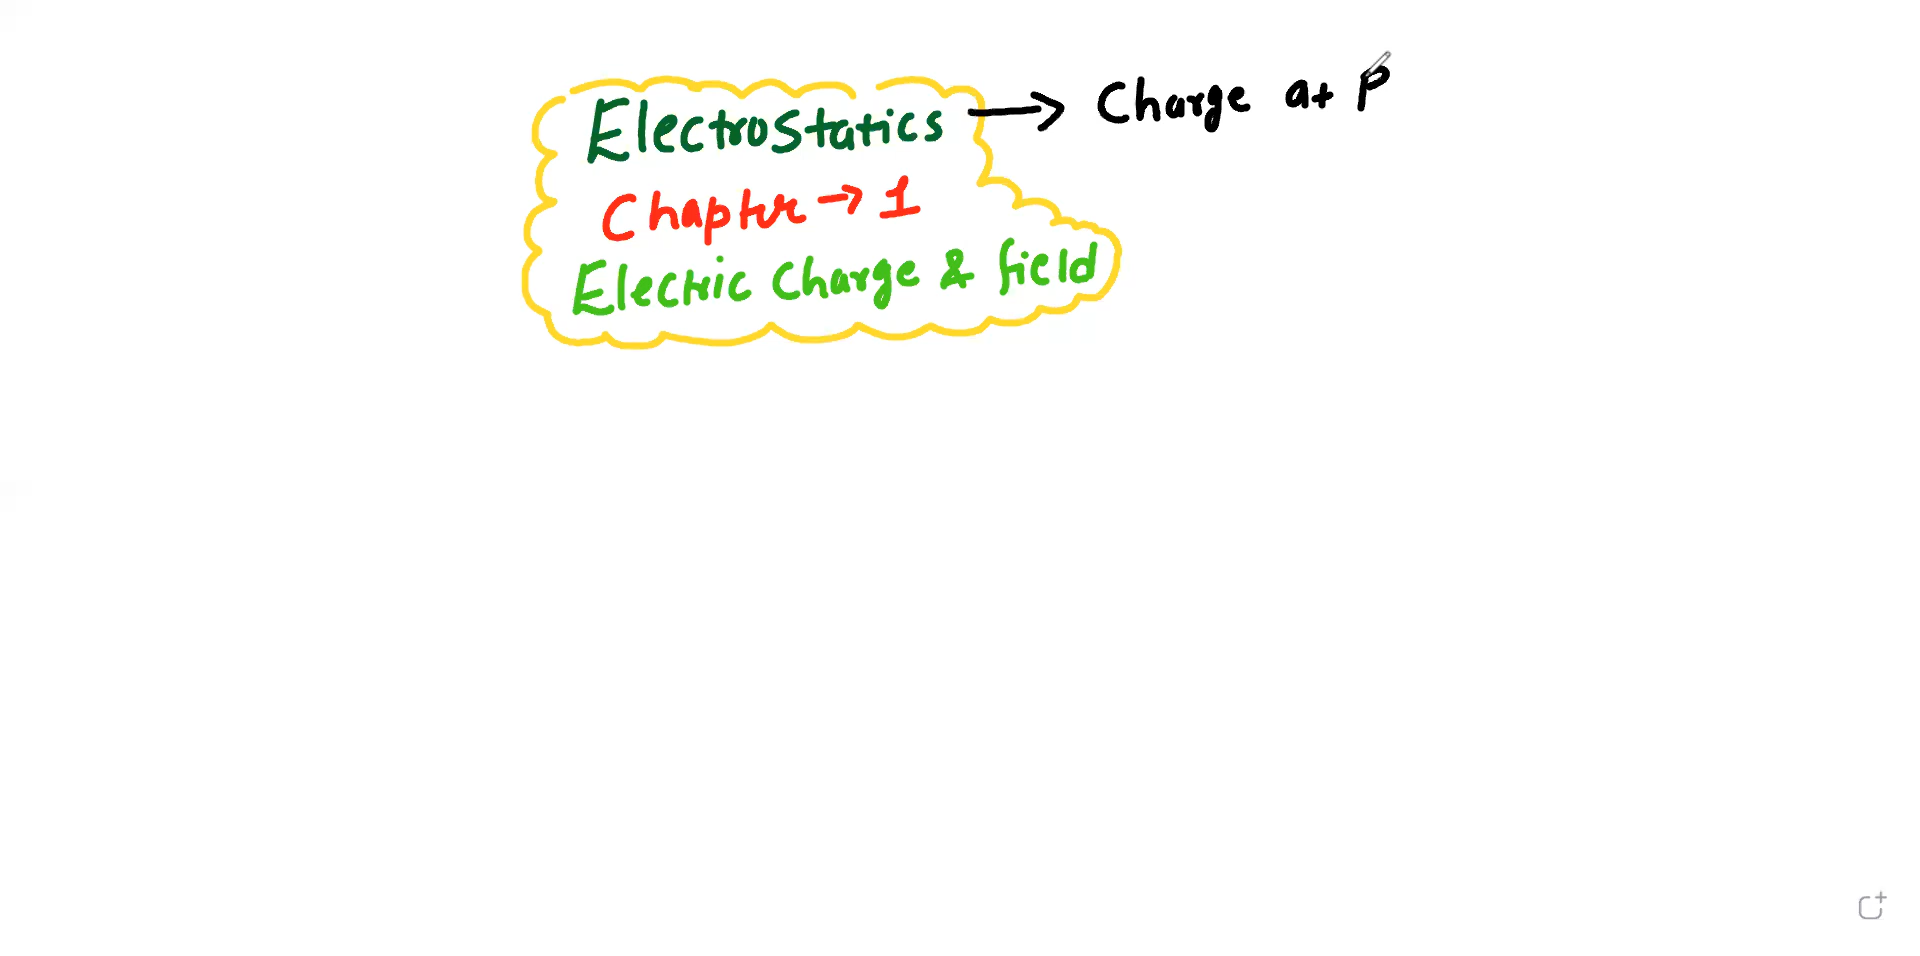 Electrostatics → Charge at P
Chapter → 1
Electric Charge & field